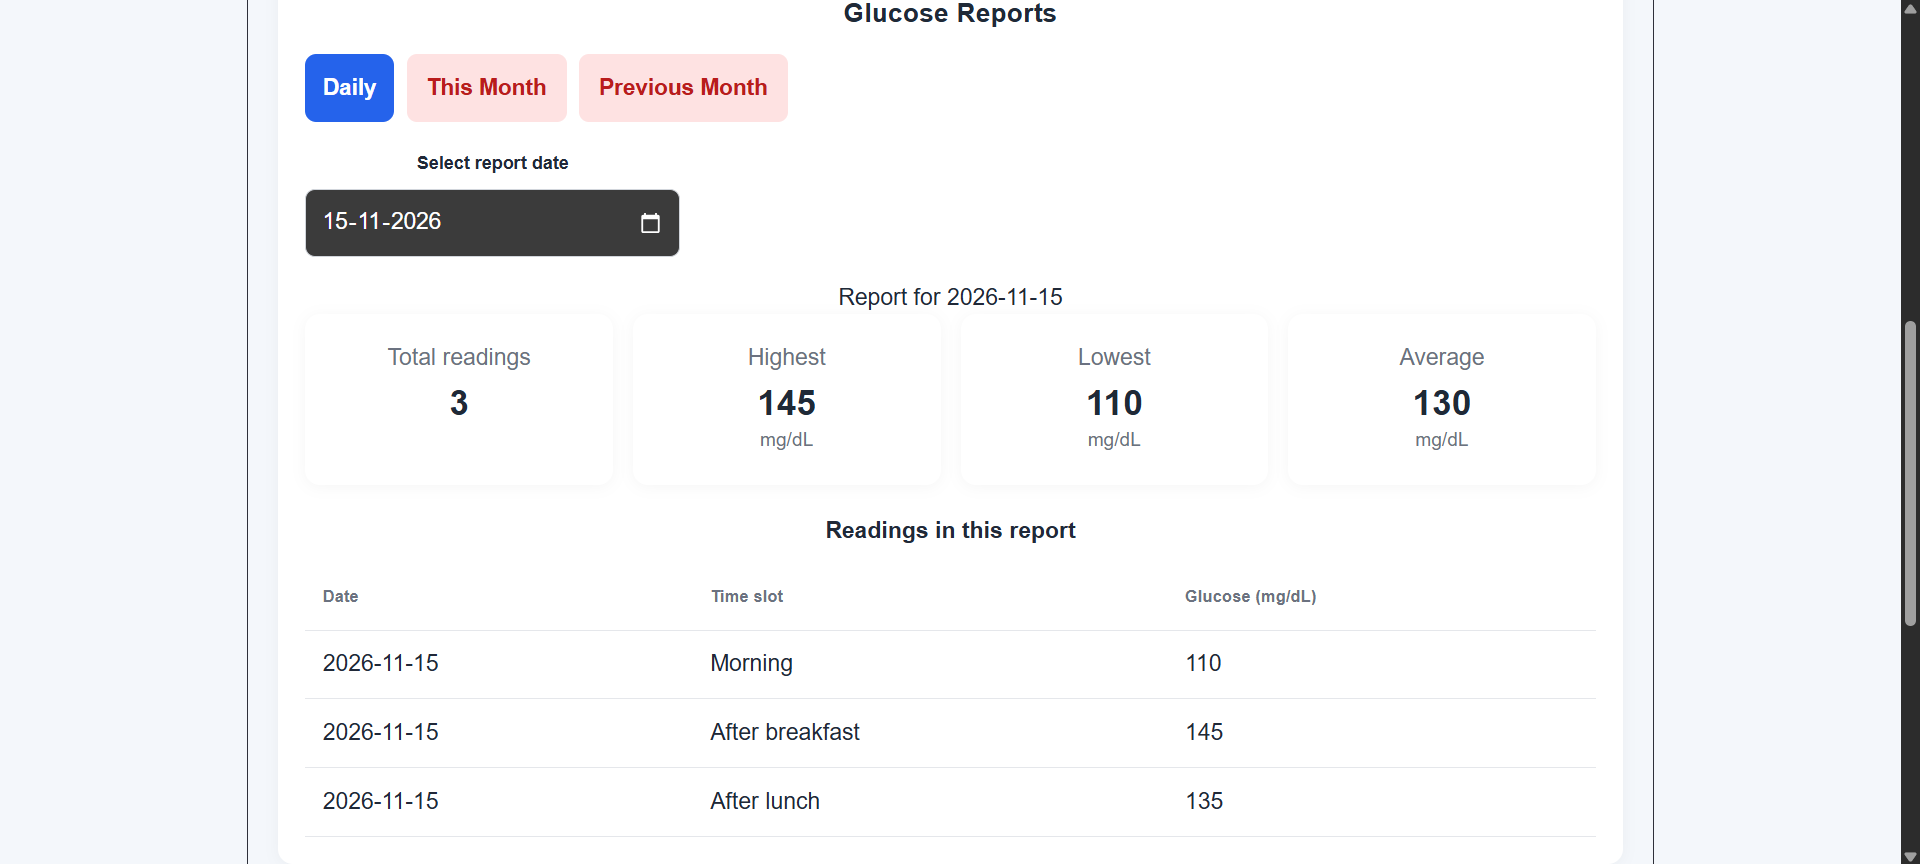 Glucose Reports
Daily This Month Previous Month
Select report date
15-11-2026
Report for 2026-11-15
Total readings Highest Lowest Average
3 145 110 130
mg/dL mg/dL mg/dL
Readings in this report
Date Time slot Glucose (mg/dL)
2026-11-15 Morning 110
2026-11-15 After breakfast 145
2026-11-15 After lunch 135